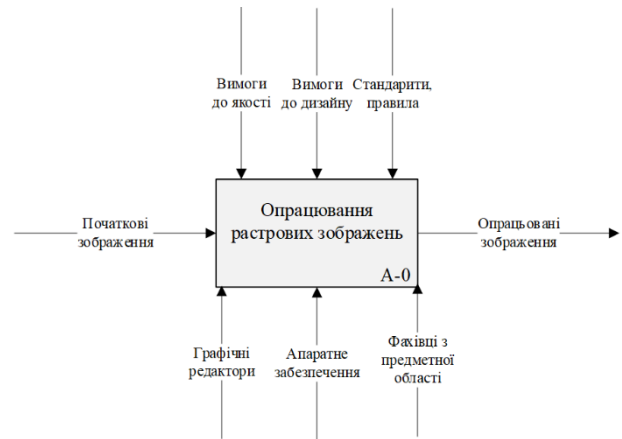 Вимоги
до якості
Вимоги
до дизайну
Стандарити,
правила
Початкові
зображення
Опрацювання
растрових зображень
А-0
Опрацьовані
зображення
Графічні
редактори
Апаратне
забезпечення
Фахівці з
предметної
області